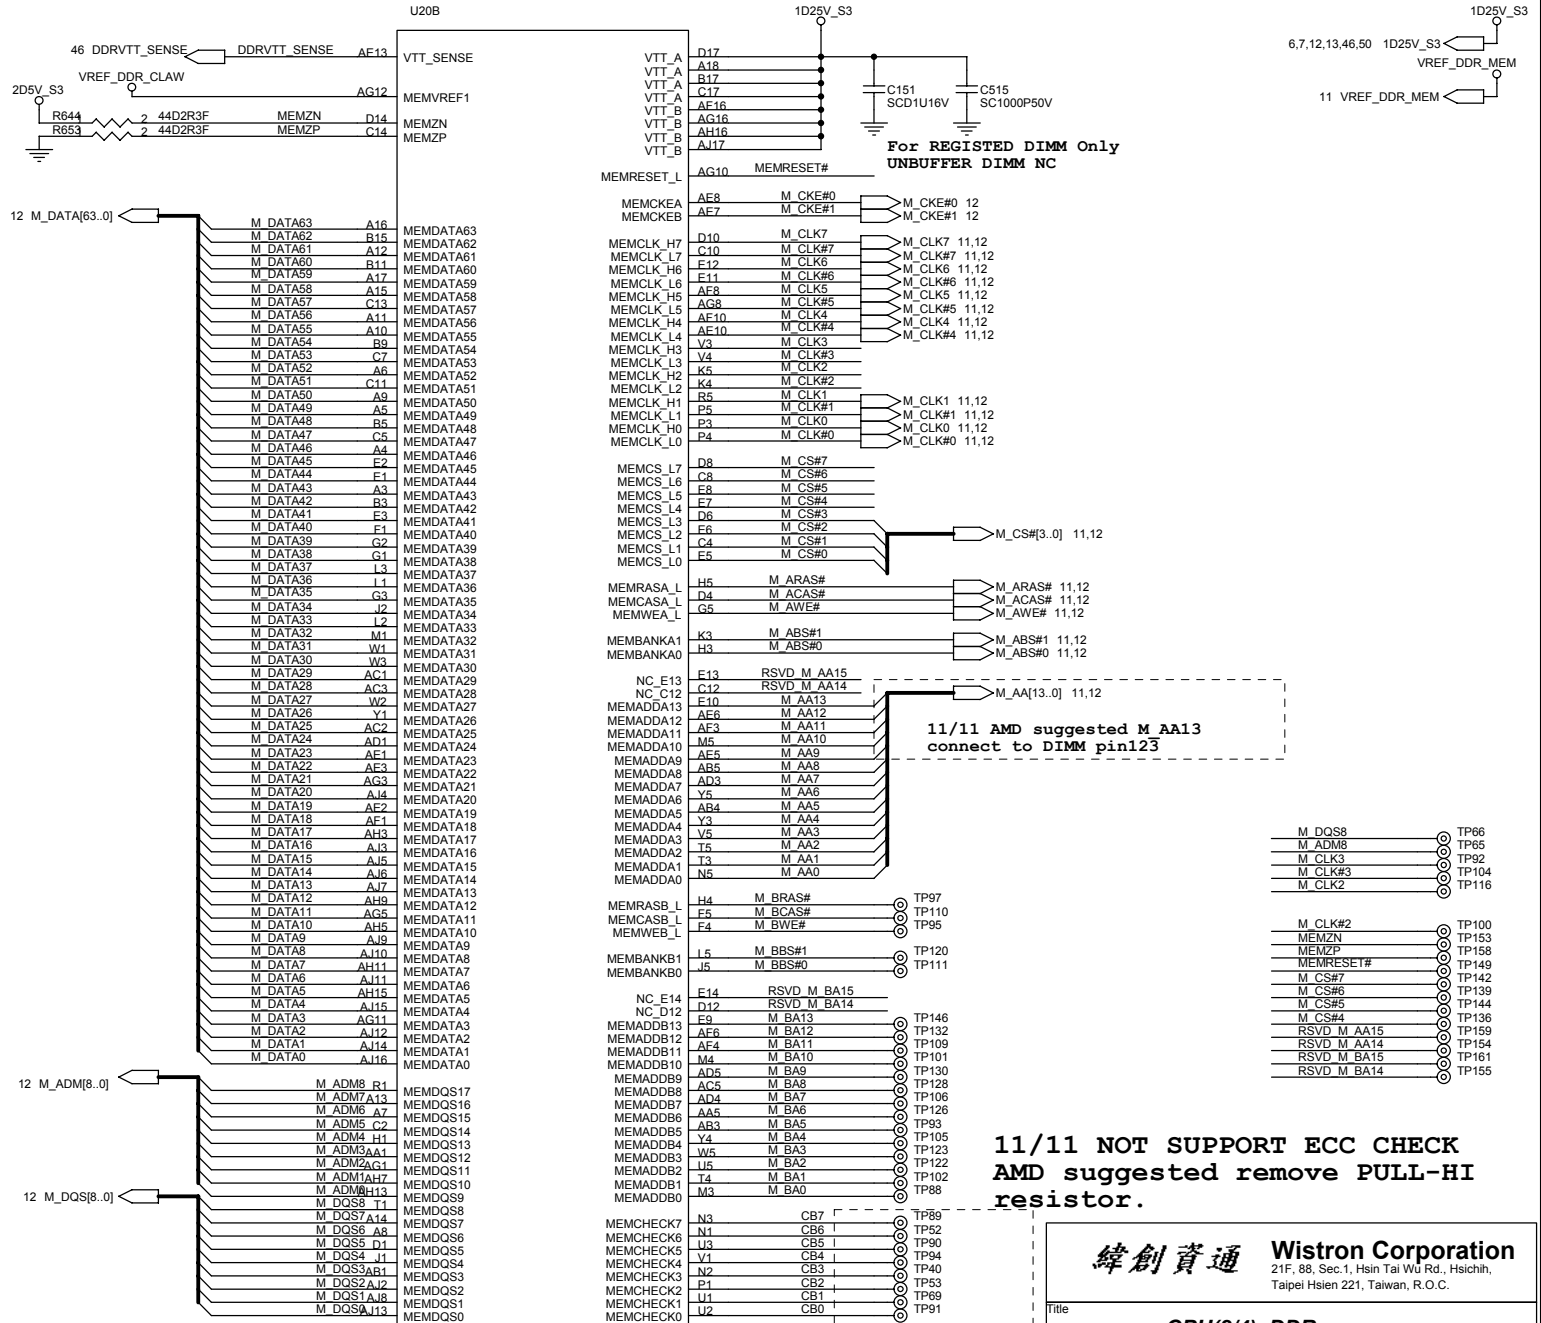 U20B
1D25V_S3
1D25V_S3
46 DDRVTT_SENSE DDRVTT_SENSE AE13 VTT_SENSE
VREF_DDR_CLAW
2D5V_S3
AG12 MEMVREF1
R644 2 44D2R3F MEMZN D14 MEMZN
R653 2 44D2R3F MEMZP C14 MEMZP
VTT_A D17
VTT_A A18
VTT_A B17
VTT_A C17
VTT_B AF16
VTT_B AG16
VTT_B AH16
VTT_B AJ17
C151
SCD1U16V
C515
SC1000P50V
6,7,12,13,46,50 1D25V_S3
VREF_DDR_MEM
11 VREF_DDR_MEM
For REGISTED DIMM Only
UNBUFFER DIMM NC
MEMRESET_L AG10 MEMRESET#
MEMCKEA AE8 M_CKE#0 M_CKE#0 12
MEMCKEB AE7 M_CKE#1 M_CKE#1 12
MEMCLK_H7 D10 M_CLK7 M_CLK7 11,12
MEMCLK_L7 C10 M_CLK#7 M_CLK#7 11,12
MEMCLK_H6 E12 M_CLK6 M_CLK6 11,12
MEMCLK_L6 E11 M_CLK#6 M_CLK#6 11,12
MEMCLK_H5 AF8 M_CLK5 M_CLK5 11,12
MEMCLK_L5 AG8 M_CLK#5 M_CLK#5 11,12
MEMCLK_H4 AF10 M_CLK4 M_CLK4 11,12
MEMCLK_L4 AE10 M_CLK#4 M_CLK#4 11,12
MEMCLK_H3 V3 M_CLK3
MEMCLK_L3 V4 M_CLK#3
MEMCLK_H2 K5 M_CLK2
MEMCLK_L2 K4 M_CLK#2
MEMCLK_H1 R5 M_CLK1 M_CLK1 11,12
MEMCLK_L1 P5 M_CLK#1 M_CLK#1 11,12
MEMCLK_H0 P3 M_CLK0 M_CLK0 11,12
MEMCLK_L0 P4 M_CLK#0 M_CLK#0 11,12
MEMCS_L7 D8 M_CS#7
MEMCS_L6 C8 M_CS#6
MEMCS_L5 E8 M_CS#5
MEMCS_L4 E7 M_CS#4
MEMCS_L3 D6 M_CS#3
MEMCS_L2 E6 M_CS#2
MEMCS_L1 C4 M_CS#1
MEMCS_L0 E5 M_CS#0
M_CS#[3..0] 11,12
MEMRASA_L H5 M_ARAS# M_ARAS# 11,12
MEMCASA_L D4 M_ACAS# M_ACAS# 11,12
MEMWEA_L G5 M_AWE# M_AWE# 11,12
MEMBANKA1 K3 M_ABS#1 M_ABS#1 11,12
MEMBANKA0 H3 M_ABS#0 M_ABS#0 11,12
NC_E13 E13 RSVD_M_AA15
NC_C12 C12 RSVD_M_AA14
MEMADDA13 E10 M_AA13
MEMADDA12 AE6 M_AA12
MEMADDA11 AF3 M_AA11
MEMADDA10 M5 M_AA10
MEMADDA9 AE5 M_AA9
MEMADDA8 AB5 M_AA8
MEMADDA7 AD3 M_AA7
MEMADDA6 Y5 M_AA6
MEMADDA5 AB4 M_AA5
MEMADDA4 Y3 M_AA4
MEMADDA3 V5 M_AA3
MEMADDA2 T5 M_AA2
MEMADDA1 T3 M_AA1
MEMADDA0 N5 M_AA0
M_AA[13..0] 11,12
11/11 AMD suggested M_AA13
connect to DIMM pin123
MEMRASB_L H4 M_BRAS# TP97
MEMCASB_L F5 M_BCAS# TP110
MEMWEB_L F4 M_BWE# TP95
MEMBANKB1 L5 M_BBS#1 TP120
MEMBANKB0 J5 M_BBS#0 TP111
NC_E14 E14 RSVD_M_BA15
NC_D12 D12 RSVD_M_BA14
MEMADDB13 E9 M_BA13 TP146
MEMADDB12 AF6 M_BA12 TP132
MEMADDB11 AF4 M_BA11 TP109
MEMADDB10 M4 M_BA10 TP101
MEMADDB9 AD5 M_BA9 TP130
MEMADDB8 AC5 M_BA8 TP128
MEMADDB7 AD4 M_BA7 TP106
MEMADDB6 AA5 M_BA6 TP126
MEMADDB5 AB3 M_BA5 TP93
MEMADDB4 Y4 M_BA4 TP105
MEMADDB3 W5 M_BA3 TP123
MEMADDB2 U5 M_BA2 TP122
MEMADDB1 T4 M_BA1 TP102
MEMADDB0 M3 M_BA0 TP88
MEMCHECK7 N3 CB7 TP89
MEMCHECK6 N1 CB6 TP52
MEMCHECK5 U3 CB5 TP90
MEMCHECK4 V1 CB4 TP94
MEMCHECK3 N2 CB3 TP40
MEMCHECK2 P1 CB2 TP53
MEMCHECK1 U1 CB1 TP69
MEMCHECK0 U2 CB0 TP91
12 M_DATA[63..0]
M_DATA63 A16 MEMDATA63
M_DATA62 B15 MEMDATA62
M_DATA61 A12 MEMDATA61
M_DATA60 B11 MEMDATA60
M_DATA59 A17 MEMDATA59
M_DATA58 A15 MEMDATA58
M_DATA57 C13 MEMDATA57
M_DATA56 A11 MEMDATA56
M_DATA55 A10 MEMDATA55
M_DATA54 B9 MEMDATA54
M_DATA53 C7 MEMDATA53
M_DATA52 A6 MEMDATA52
M_DATA51 C11 MEMDATA51
M_DATA50 A9 MEMDATA50
M_DATA49 A5 MEMDATA49
M_DATA48 B5 MEMDATA48
M_DATA47 C5 MEMDATA47
M_DATA46 A4 MEMDATA46
M_DATA45 E2 MEMDATA45
M_DATA44 E1 MEMDATA44
M_DATA43 A3 MEMDATA43
M_DATA42 B3 MEMDATA42
M_DATA41 E3 MEMDATA41
M_DATA40 F1 MEMDATA40
M_DATA39 G2 MEMDATA39
M_DATA38 G1 MEMDATA38
M_DATA37 L3 MEMDATA37
M_DATA36 L1 MEMDATA36
M_DATA35 G3 MEMDATA35
M_DATA34 J2 MEMDATA34
M_DATA33 L2 MEMDATA33
M_DATA32 M1 MEMDATA32
M_DATA31 W1 MEMDATA31
M_DATA30 W3 MEMDATA30
M_DATA29 AC1 MEMDATA29
M_DATA28 AC3 MEMDATA28
M_DATA27 W2 MEMDATA27
M_DATA26 Y1 MEMDATA26
M_DATA25 AC2 MEMDATA25
M_DATA24 AD1 MEMDATA24
M_DATA23 AE1 MEMDATA23
M_DATA22 AE3 MEMDATA22
M_DATA21 AG3 MEMDATA21
M_DATA20 AJ4 MEMDATA20
M_DATA19 AE2 MEMDATA19
M_DATA18 AF1 MEMDATA18
M_DATA17 AH3 MEMDATA17
M_DATA16 AJ3 MEMDATA16
M_DATA15 AJ5 MEMDATA15
M_DATA14 AJ6 MEMDATA14
M_DATA13 AJ7 MEMDATA13
M_DATA12 AH9 MEMDATA12
M_DATA11 AG5 MEMDATA11
M_DATA10 AH5 MEMDATA10
M_DATA9 AJ9 MEMDATA9
M_DATA8 AJ10 MEMDATA8
M_DATA7 AH11 MEMDATA7
M_DATA6 AJ11 MEMDATA6
M_DATA5 AH15 MEMDATA5
M_DATA4 AJ15 MEMDATA4
M_DATA3 AG11 MEMDATA3
M_DATA2 AJ12 MEMDATA2
M_DATA1 AJ14 MEMDATA1
M_DATA0 AJ16 MEMDATA0
12 M_ADM[8..0]
M_ADM8 R1 MEMDQS17
M_ADM7 A13 MEMDQS16
M_ADM6 A7 MEMDQS15
M_ADM5 C2 MEMDQS14
M_ADM4 H1 MEMDQS13
M_ADM3 AA1 MEMDQS12
M_ADM2 AG1 MEMDQS11
M_ADM1 AH7 MEMDQS10
M_ADM0 AH13 MEMDQS9
12 M_DQS[8..0]
M_DQS8 T1 MEMDQS8
M_DQS7 A14 MEMDQS7
M_DQS6 A8 MEMDQS6
M_DQS5 D1 MEMDQS5
M_DQS4 J1 MEMDQS4
M_DQS3 AB1 MEMDQS3
M_DQS2 AJ2 MEMDQS2
M_DQS1 AJ8 MEMDQS1
M_DQS0 AJ13 MEMDQS0
M_DQS8 TP66
M_ADM8 TP65
M_CLK3 TP92
M_CLK#3 TP104
M_CLK2 TP116
M_CLK#2 TP100
MEMZN TP153
MEMZP TP158
MEMRESET# TP149
M_CS#7 TP142
M_CS#6 TP139
M_CS#5 TP144
M_CS#4 TP136
RSVD_M_AA15 TP159
RSVD_M_AA14 TP154
RSVD_M_BA15 TP161
RSVD_M_BA14 TP155
11/11 NOT SUPPORT ECC CHECK
AMD suggested remove PULL-HI
resistor.
緯創資通 Wistron Corporation
21F, 88, Sec.1, Hsin Tai Wu Rd., Hsichih,
Taipei Hsien 221, Taiwan, R.O.C.
Title